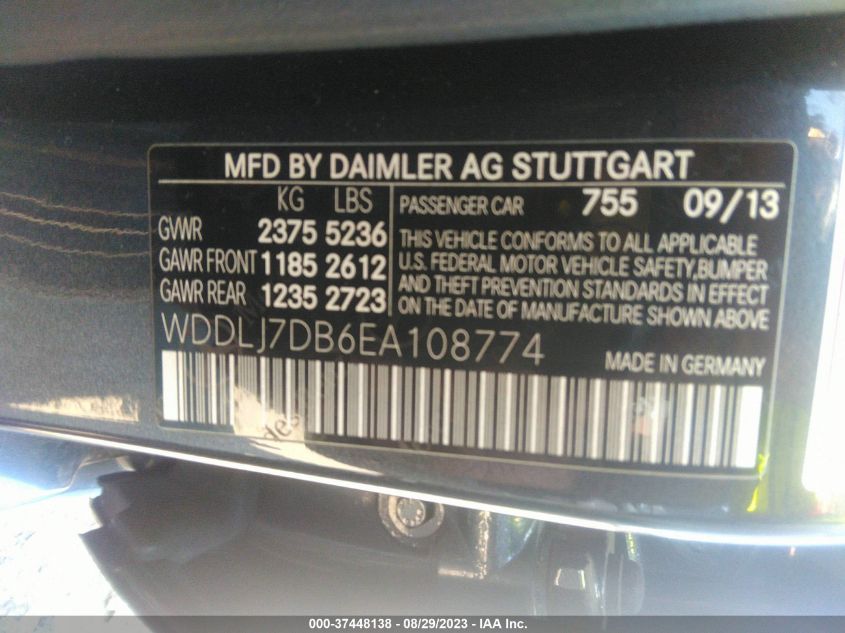 MFD BY DAIMLER AG STUTTGART
KG LBS
GVWR 2375 5236
GAWR FRONT 1185 2612
GAWR REAR 1235 2723
PASSENGER CAR 755 09/13
THIS VEHICLE CONFORMS TO ALL APPLICABLE
U.S. FEDERAL MOTOR VEHICLE SAFETY,BUMPER
AND THEFT PREVENTION STANDARDS IN EFFECT
ON THE DATE OF MANUFACTURE SHOWN ABOVE
WDDLJ7DB6EA108774
MADE IN GERMANY
000-37448138 - 08/29/2023 - IAA Inc.